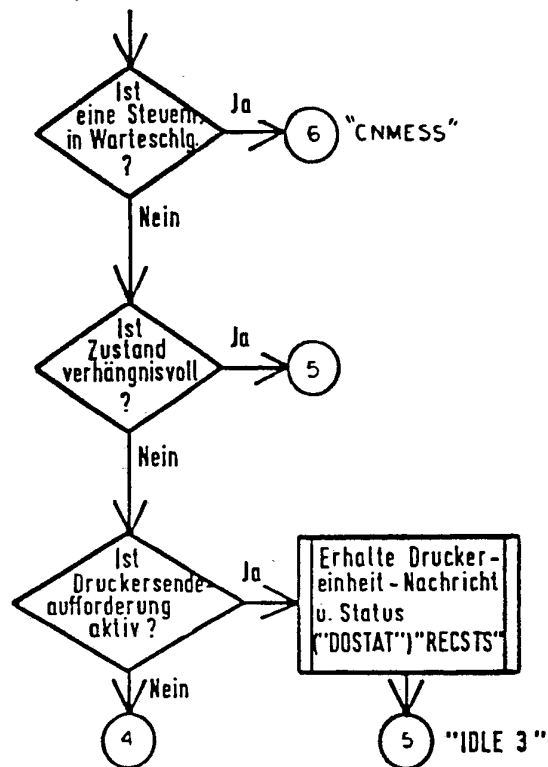 Ist
eine Steuern.
in Warteschlg.
?
Ja
6 "CNMESS"
Nein
Ist
Zustand
verhängnisvoll
?
Ja
5
Nein
Ist
Druckersende-
aufforderung
aktiv ?
Ja
Erhalte Drucker-
einheit-Nachricht
ü. Status
("DOSTAT") "RECSTS"
Nein
4
5 "IDLE 3"